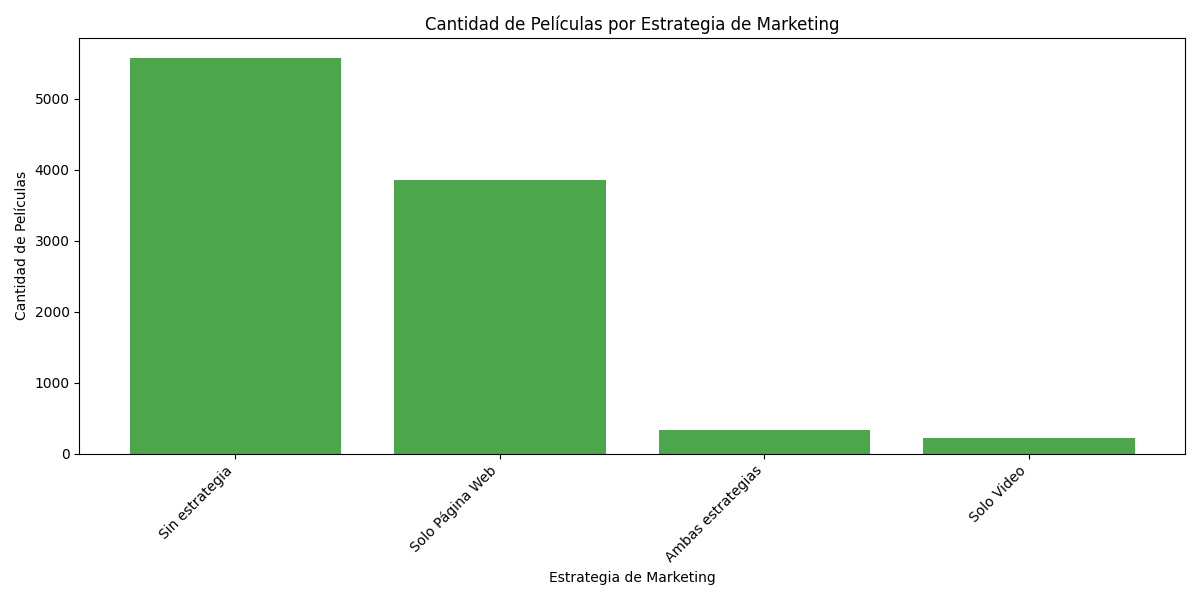 Cantidad de Películas por Estrategia de Marketing
Cantidad de Películas
5000
4000
3000
2000
1000
0
Sin estrategia
Solo Página Web
Ambas estrategias
Solo Video
Estrategia de Marketing